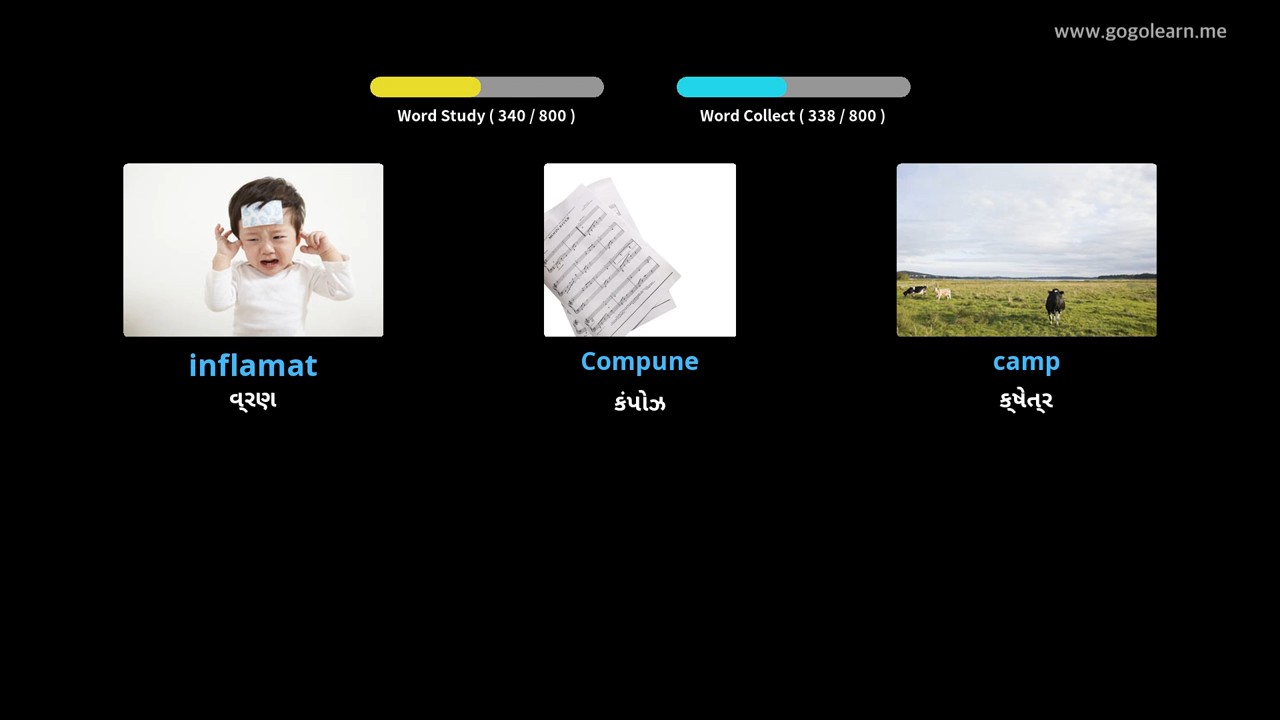 www.gogolearn.me
Word Study ( 340 / 800 )
Word Collect ( 338 / 800 )
inflamat
વ્રણ
Compune
કંપોઝ
camp
ક્ષેત્ર